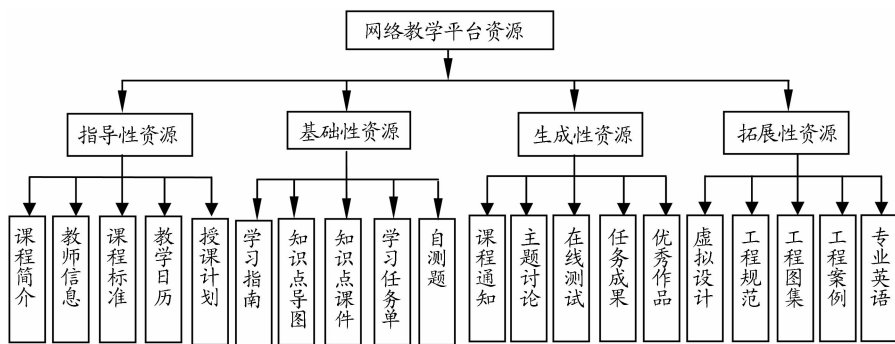 网络教学平台资源
指导性资源
基础性资源
生成性资源
拓展性资源
课程简介
教师信息
课程标准
教学日历
授课计划
学习指南
知识点导图
知识点课件
学习任务单
自测题
课程通知
主题讨论
在线测试
任务成果
优秀作品
虚拟设计
工程规范
工程图集
工程案例
专业英语